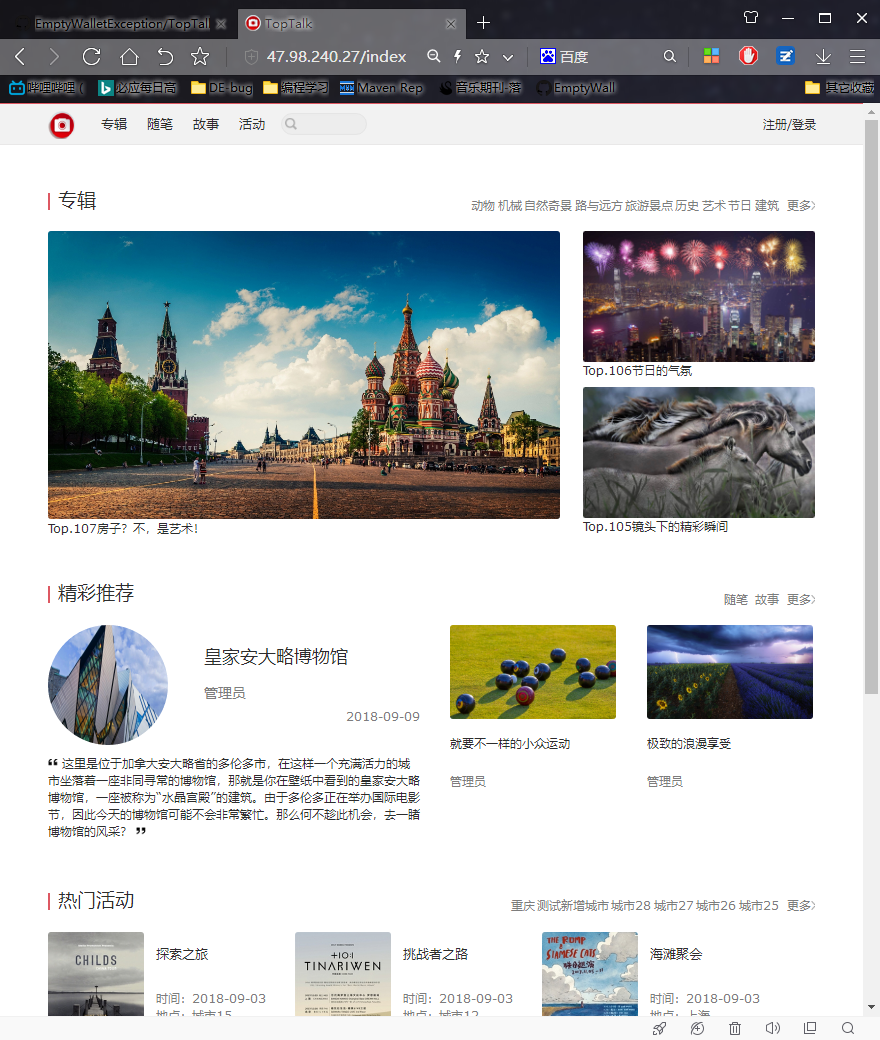 EmptyWalletException/TopTal
TopTalk
47.98.240.27/index
百度
哔哩哔哩 (
必应每日高
DE-bug
编程学习
Maven Rep
音乐期刊-落
EmptyWall
其它收藏
专辑 随笔 故事 活动
注册/登录
专辑
动物 机械 自然奇景 路与远方 旅游景点 历史 艺术 节日 建筑 更多
Top.106节日的气氛
Top.107房子？不，是艺术！
Top.105镜头下的精彩瞬间
精彩推荐
随笔 故事 更多
皇家安大略博物馆
管理员
2018-09-09
“ 这里是位于加拿大安大略省的多伦多市，在这样一个充满活力的城
市坐落着一座非同寻常的博物馆，那就是你在壁纸中看到的皇家安大略
博物馆，一座被称为“水晶宫殿”的建筑。由于多伦多正在举办国际电影
节，因此今天的博物馆可能不会非常繁忙。那么何不趁此机会，去一睹
博物馆的风采？ ”
就要不一样的小众运动
管理员
极致的浪漫享受
管理员
热门活动
重庆 测试新增城市 城市28 城市27 城市26 城市25 更多
CHILDS
探索之旅
时间：2018-09-03
地点：城市15
TINARIWEN
挑战者之路
时间：2018-09-03
地点：城市12
THE ROMP
SIAMESE CATS
海滩聚会
时间：2018-09-03
地点：上海